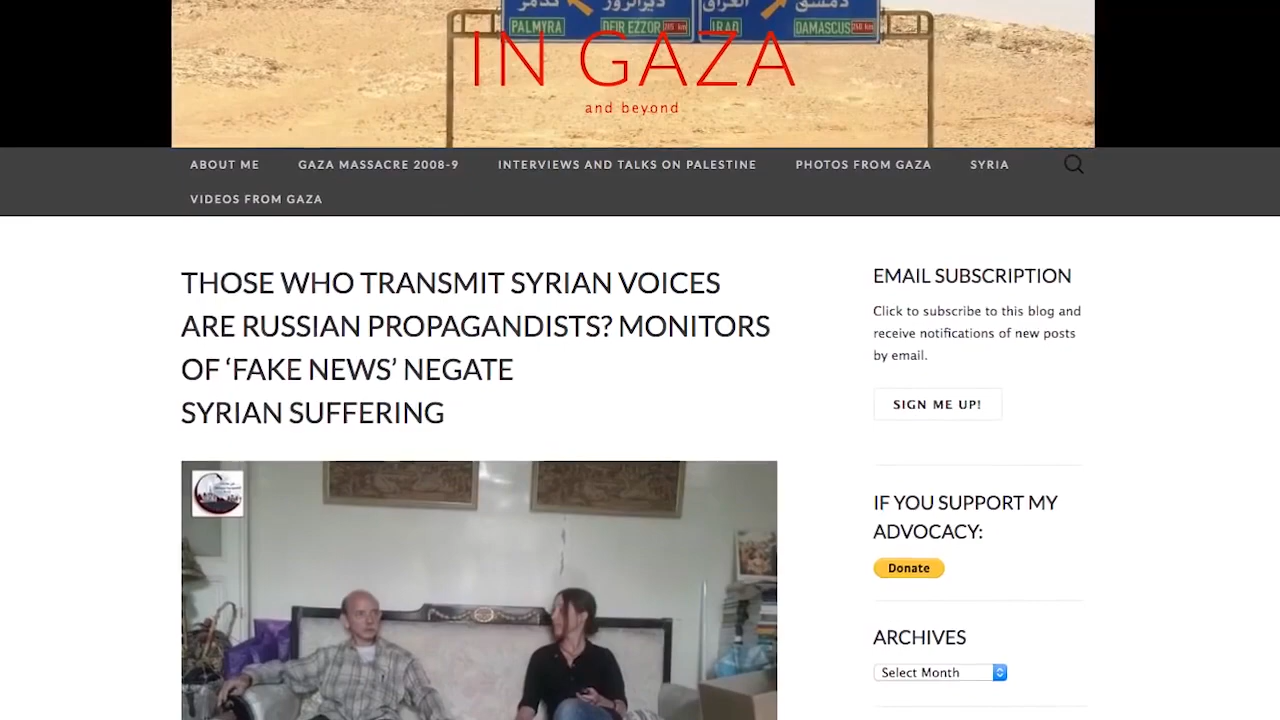 تدمر
ديرالزور
العراق
دمشق
PALMYRA
DEIR EZZOR
IRAQ
DAMASCUS
IN GAZA
and beyond
ABOUT ME
GAZA MASSACRE 2008-9
INTERVIEWS AND TALKS ON PALESTINE
PHOTOS FROM GAZA
SYRIA
VIDEOS FROM GAZA
THOSE WHO TRANSMIT SYRIAN VOICES
ARE RUSSIAN PROPAGANDISTS? MONITORS
OF ‘FAKE NEWS’ NEGATE
SYRIAN SUFFERING
EMAIL SUBSCRIPTION
Click to subscribe to this blog and
receive notifications of new posts
by email.
SIGN ME UP!
IF YOU SUPPORT MY
ADVOCACY:
Donate
ARCHIVES
Select Month